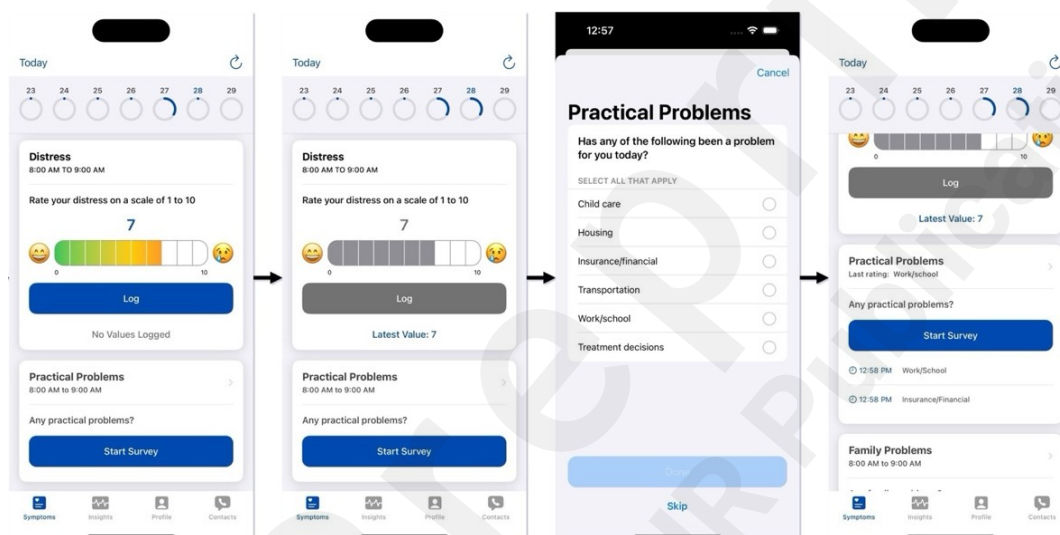 Today
23 24 25 26 27 28 29
Distress
8:00 AM TO 9:00 AM
Rate your distress on a scale of 1 to 10
7
0 10
Log
No Values Logged
Practical Problems
8:00 AM to 9:00 AM
Any practical problems?
Start Survey
Symptoms Insights Profile Contacts
Today
23 24 25 26 27 28 29
Distress
8:00 AM TO 9:00 AM
Rate your distress on a scale of 1 to 10
7
0 10
Log
Latest Value: 7
Practical Problems
8:00 AM to 9:00 AM
Any practical problems?
Start Survey
Symptoms Insights Profile Contacts
12:57
Cancel
Practical Problems
Has any of the following been a problem
for you today?
SELECT ALL THAT APPLY
Child care
Housing
Insurance/financial
Transportation
Work/school
Treatment decisions
Done
Skip
Today
23 24 25 26 27 28 29
0 10
Log
Latest Value: 7
Practical Problems
Last rating: Work/school
Any practical problems?
Start Survey
12:58 PM Work/School
12:58 PM Insurance/Financial
Family Problems
8:00 AM to 9:00 AM
Symptoms Insights Profile Contacts